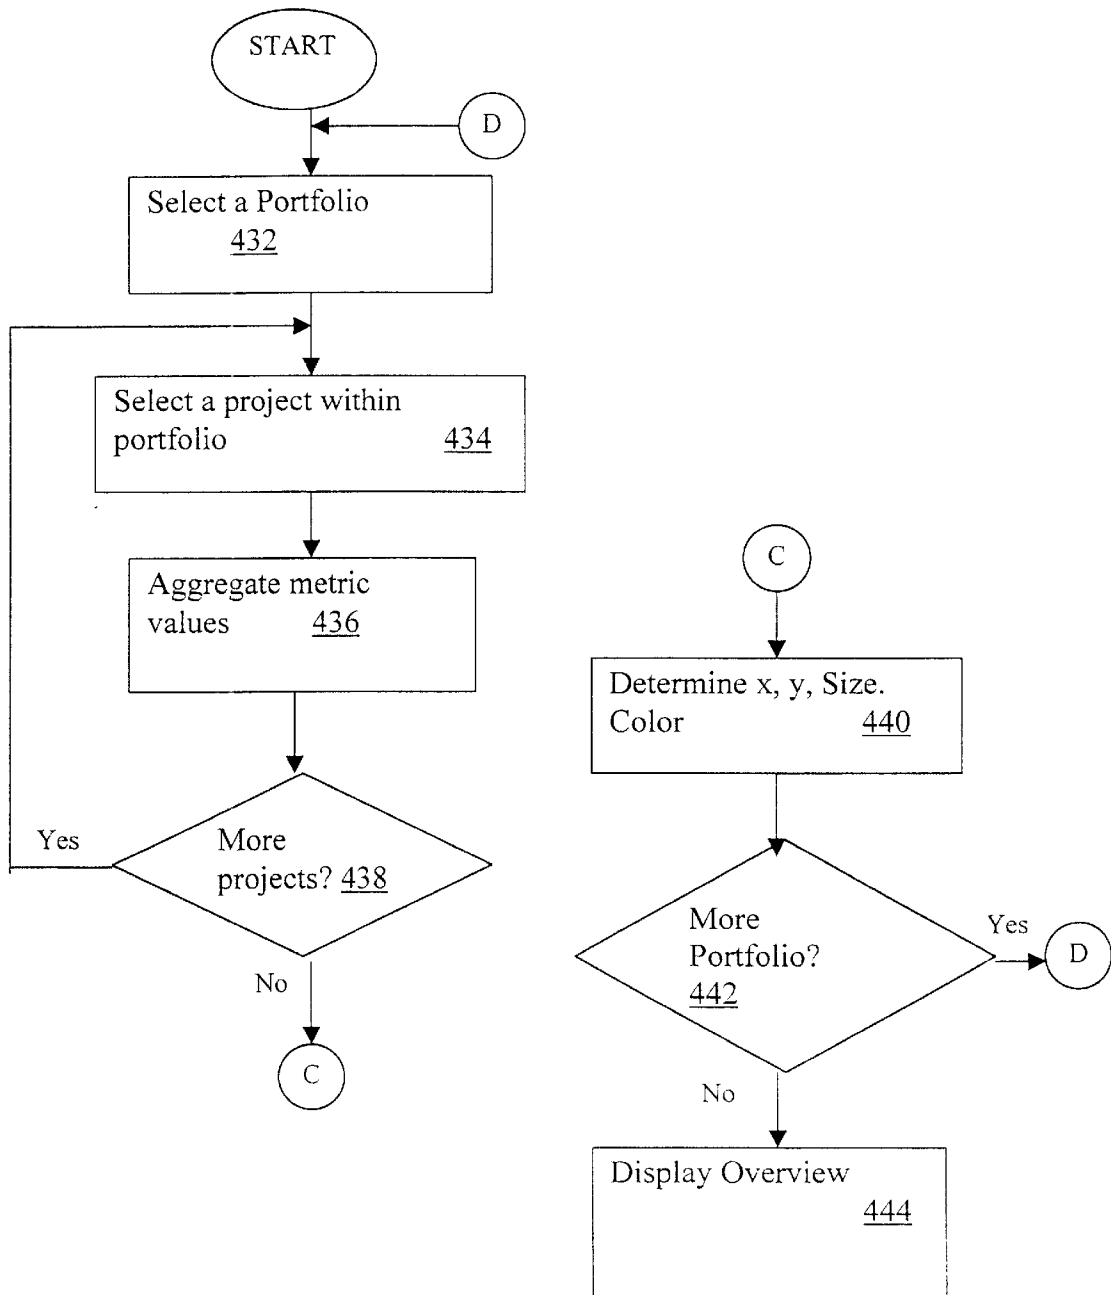 START
D
Select a Portfolio
432
Select a project within
portfolio 434
Aggregate metric
values 436
Yes
More
projects? 438
No
C
C
Determine x, y, Size.
Color 440
More
Portfolio?
442
Yes
D
No
Display Overview
444